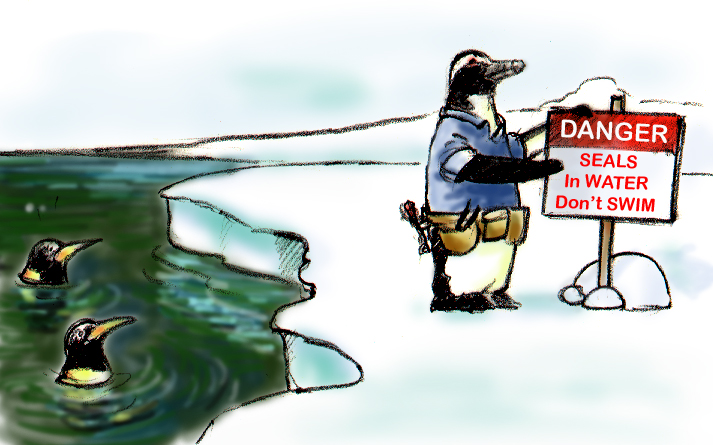 DANGER
SEALS
In WATER
Don't SWIM